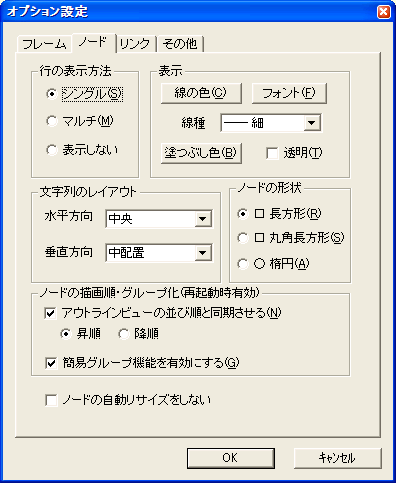 オプション設定
フレーム ノード リンク その他
行の表示方法
シングル(S)
マルチ(M)
表示しない
表示
線の色(C) フォント(F)
線種 細
塗つぶし色(B) 透明(T)
文字列のレイアウト
水平方向 中央
垂直方向 中配置
ノードの形状
長方形(R)
丸角長方形(S)
楕円(A)
ノードの描画順・グループ化(再起動時有効)
アウトラインビューの並び順と同期させる(N)
昇順 降順
簡易グループ機能を有効にする(G)
ノードの自動リサイズをしない
OK キャンセル